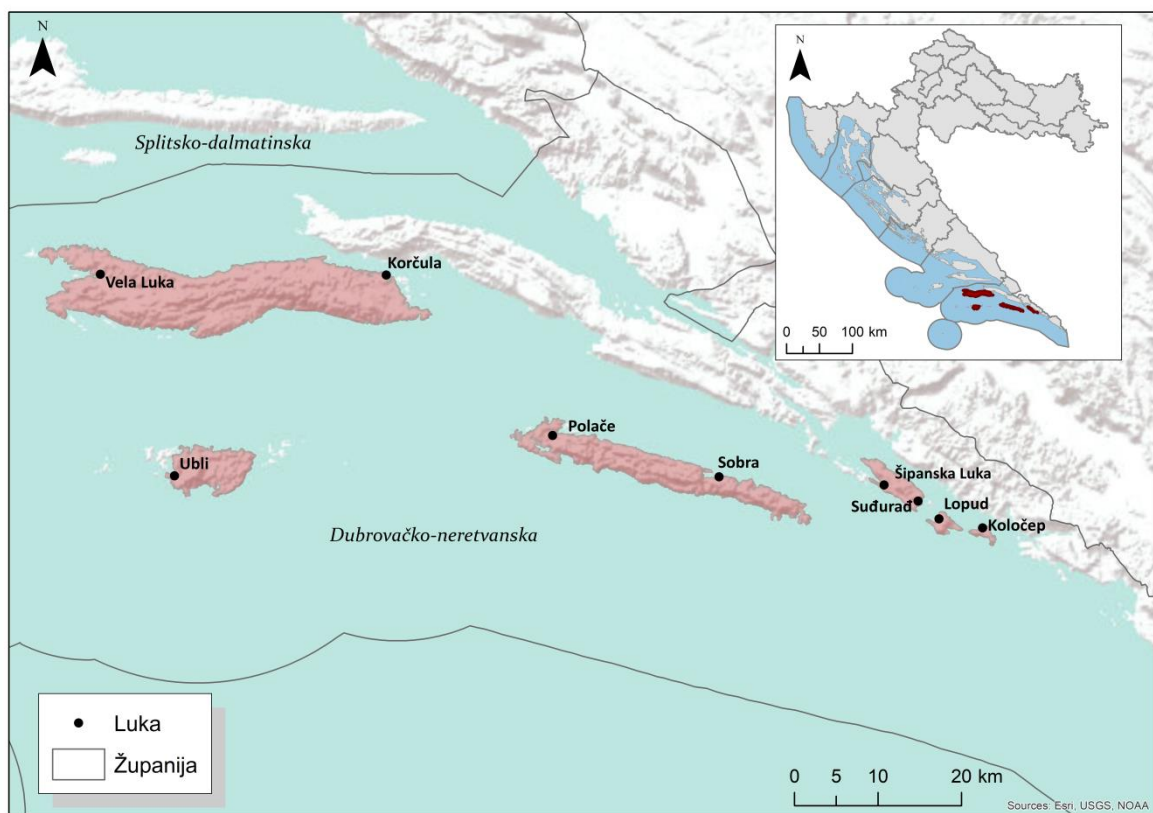 N
N
Splitsko-dalmatinska
Korčula
Vela Luka
0 50 100 km
Polače
Ubli
Sobra
Šipanska Luka
Suđurađ
Lopud
Koločep
Dubrovačko-neretvanska
Luka
Županija
0 5 10 20 km
Sources: Esri, USGS, NOAA